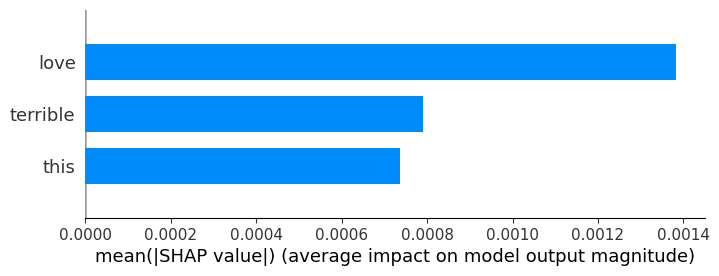 love
terrible
this
0.0000 0.0002 0.0004 0.0006 0.0008 0.0010 0.0012 0.0014
mean(|SHAP value|) (average impact on model output magnitude)